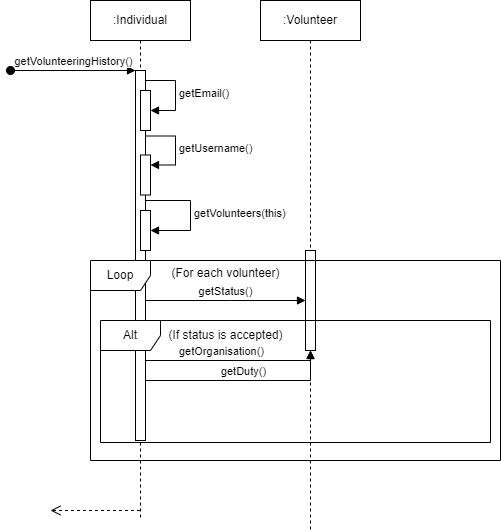 :Individual
:Volunteer
getVolunteeringHistory()
getEmail()
getUsername()
getVolunteers(this)
Loop
(For each volunteer)
getStatus()
Alt
(If status is accepted)
getOrganisation()
getDuty()